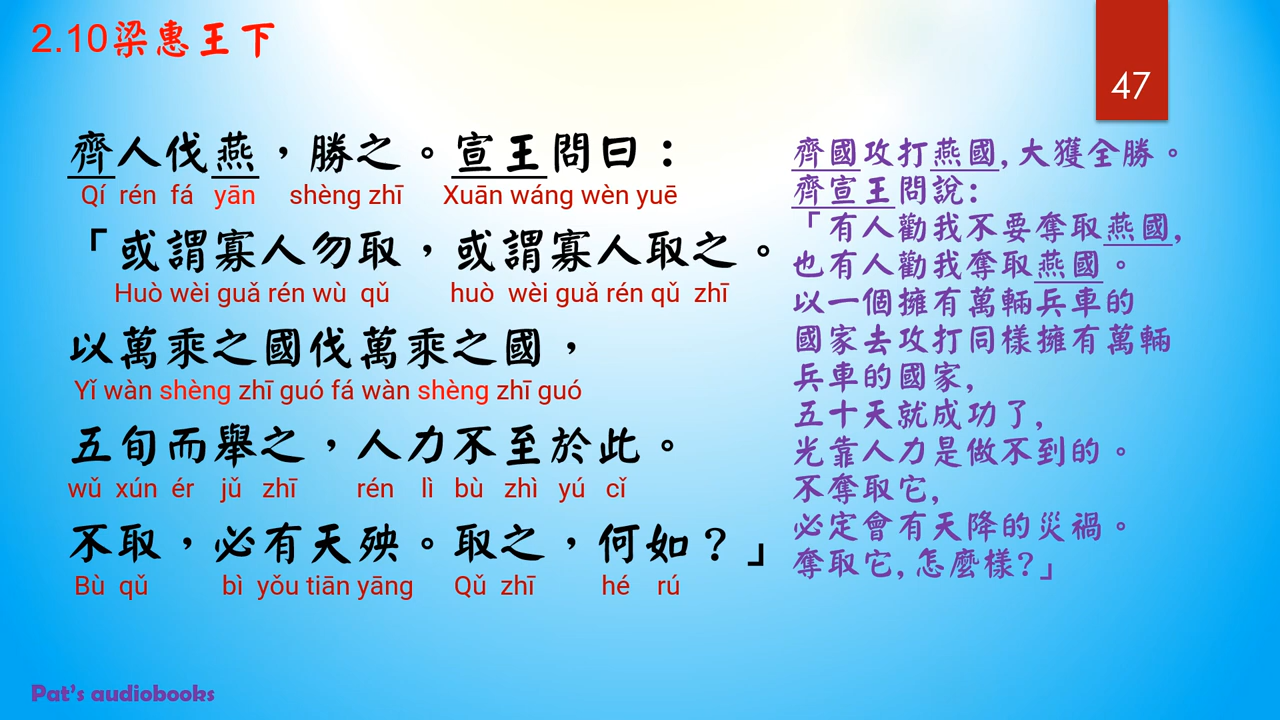 2.10梁惠王下
47
齊人伐燕，勝之。宣王問曰：
Qí rén fá yān shèng zhī Xuān wáng wèn yuē
「或謂寡人勿取，或謂寡人取之。
Huò wèi guǎ rén wù qǔ huò wèi guǎ rén qǔ zhī
以萬乘之國伐萬乘之國，
Yǐ wàn shèng zhī guó fá wàn shèng zhī guó
五旬而舉之，人力不至於此。
wǔ xún ér jǔ zhī rén lì bù zhì yú cǐ
不取，必有天殃。取之，何如？」
Bù qǔ bì yǒu tiān yāng Qǔ zhī hé rú
齊國攻打燕國,大獲全勝。
齊宣王問說:
「有人勸我不要奪取燕國,
也有人勸我奪取燕國。
以一個擁有萬輛兵車的
國家去攻打同樣擁有萬輛
兵車的國家,
五十天就成功了,
光靠人力是做不到的。
不奪取它,
必定會有天降的災禍。
奪取它,怎麼樣?」
Pat's audiobooks